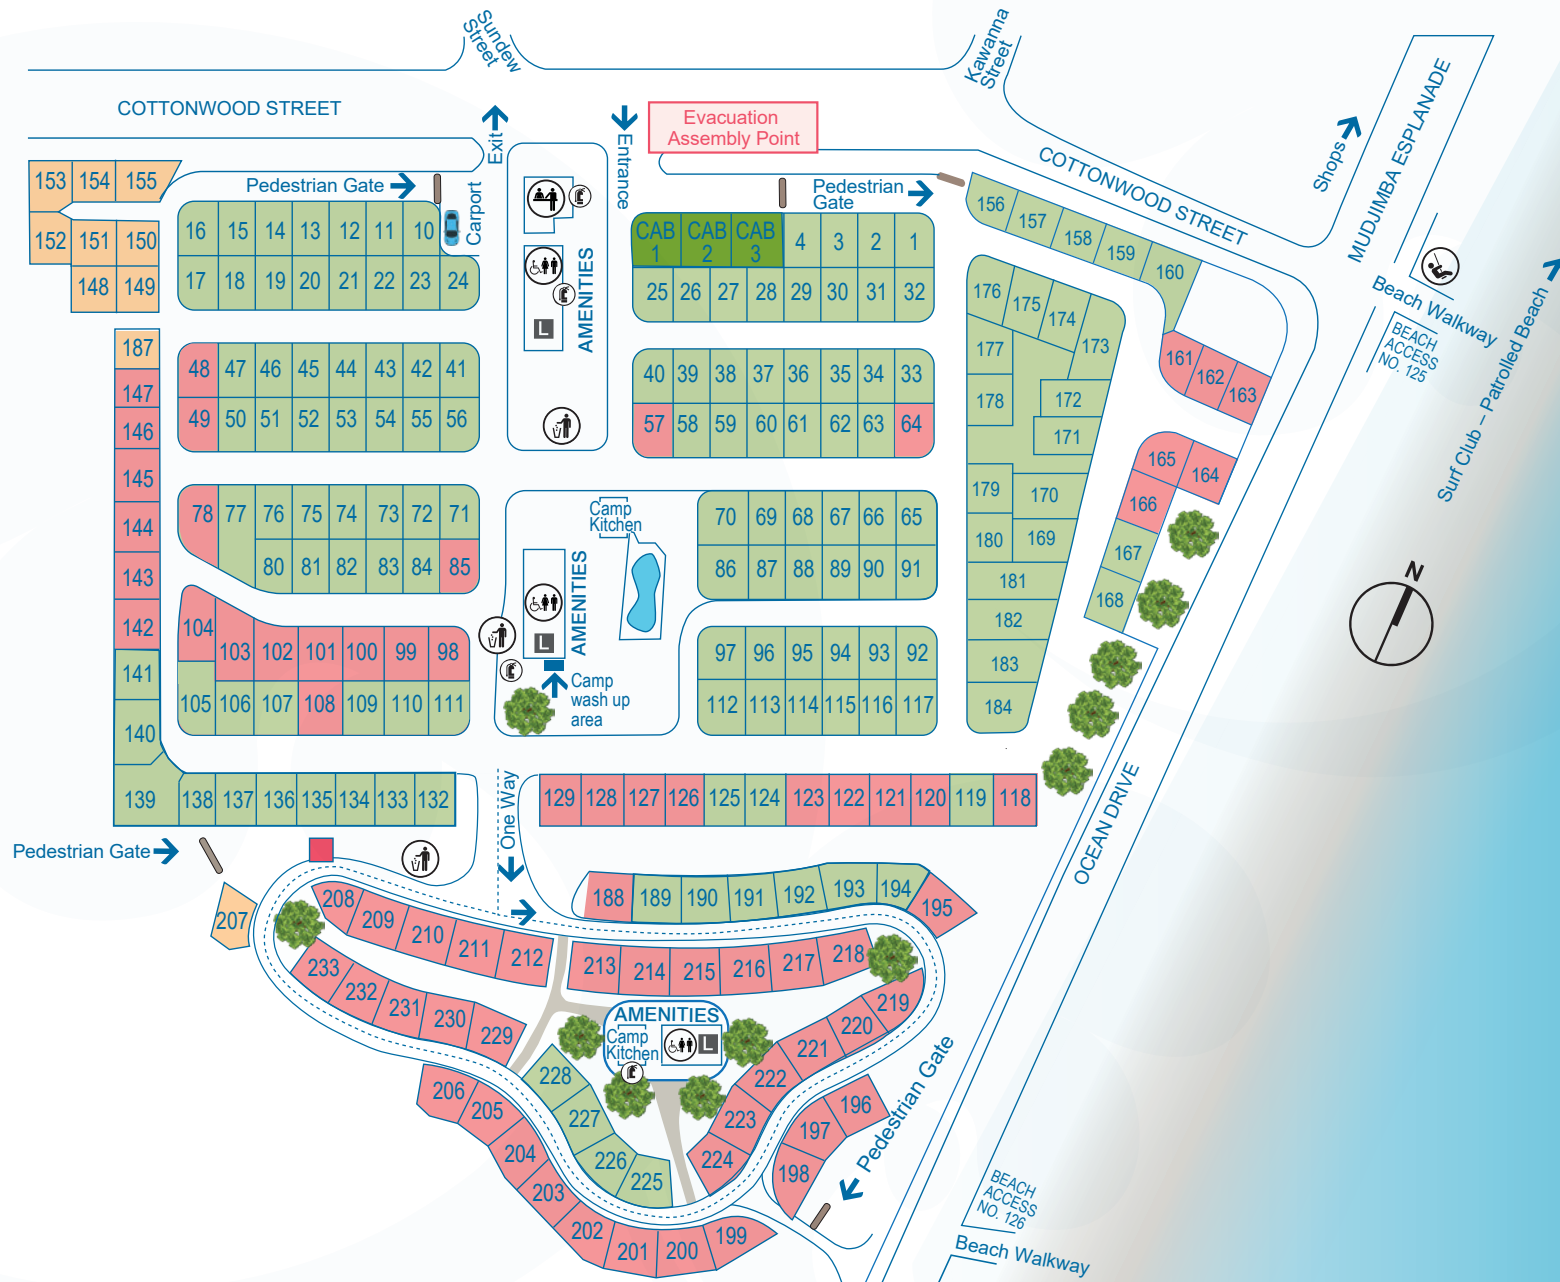 Sundew
Street
Kawanna
Street
COTTONWOOD STREET
Exit
Entrance
Evacuation
Assembly Point
COTTONWOOD STREET
Shops
MUDJIMBA ESPLANADE
153 154 155
Pedestrian Gate
Carport
Pedestrian
Gate
152 151 150
148 149
16 15 14 13 12 11 10
17 18 19 20 21 22 23 24
AMENITIES
L
CAB
1
CAB
2
CAB
3
4 3 2 1
25 26 27 28 29 30 31 32
156
157
158
159
160
161
162
163
Beach Walkway
BEACH
ACCESS
NO. 125
Surf Club – Patrolled Beach
187
147
146
145
144
143
142
141
140
139
48 47 46 45 44 43 42 41
49 50 51 52 53 54 55 56
40 39 38 37 36 35 34 33
57 58 59 60 61 62 63 64
176
175
174
173
177
178
172
171
179
170
180
169
181
182
183
184
165
164
166
167
168
78 77 76 75 74 73 72 71
80 81 82 83 84 85
Camp
Kitchen
AMENITIES
L
Camp
wash up
area
70 69 68 67 66 65
86 87 88 89 90 91
N
104 103 102 101 100 99 98
105 106 107 108 109 110 111
97 96 95 94 93 92
112 113 114 115 116 117
138 137 136 135 134 133 132
One Way
129 128 127 126 125 124 123 122 121 120 119 118
OCEAN DRIVE
Pedestrian Gate
207
208
209
210
211
212
188 189 190 191 192 193 194
195
213 214 215 216 217 218
233
232
231
230
229
219
220
221
222
223
224
AMENITIES
Camp
Kitchen
L
228
227
226
225
206
205
204
203
202
201
200
199
196
197
198
Pedestrian Gate
BEACH
ACCESS
NO. 126
Beach Walkway